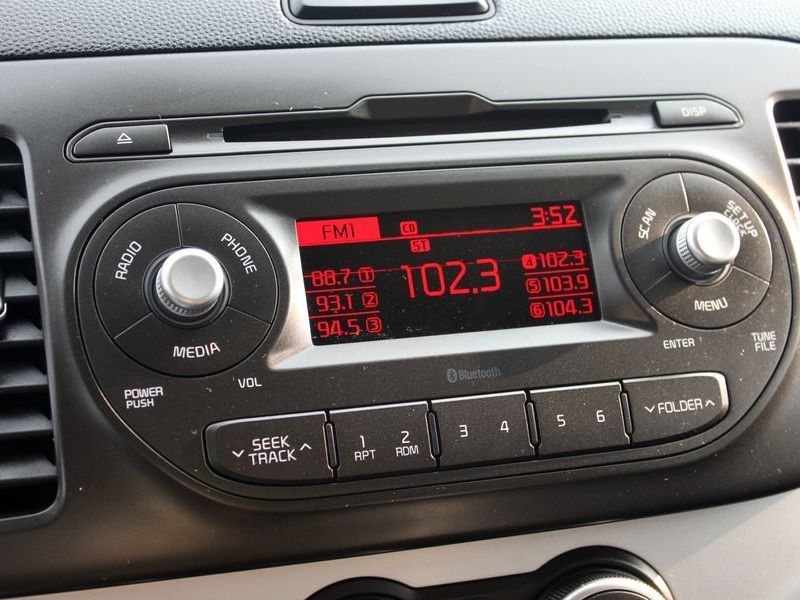 DISP
RADIO
PHONE
MEDIA
POWER
PUSH
VOL
FM1
CD
3:52
ST
88.7 1
93.1 2
94.5 3
102.3
4 102.3
5 103.9
6 104.3
Bluetooth
SCAN
SETUP
CLOCK
MENU
ENTER
TUNE
FILE
SEEK
TRACK
1 2
RPT RDM
3 4
5 6
FOLDER